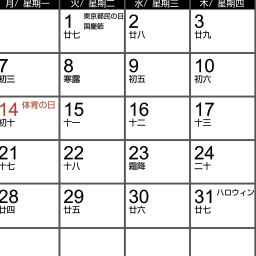 月/ 星期一 火/ 星期二 水/ 星期三 木/ 星期四
1 東京都民の日 2 3
国慶節
廿七 廿八 廿九
7 8 9 10
初三 寒露 初五 初六
14 体育の日 15 16 17
初十 十一 十二 十三
21 22 23 24
十七 十八 霜降 二十
28 29 30 31 ハロウィン
廿四 廿五 廿六 廿七